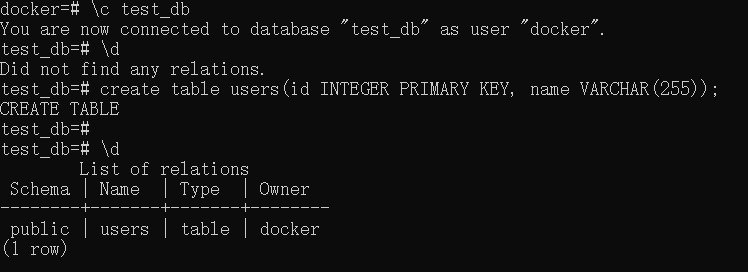 docker=# \c test_db
You are now connected to database "test_db" as user "docker".
test_db=# \d
Did not find any relations.
test_db=# create table users(id INTEGER PRIMARY KEY, name VARCHAR(255));
CREATE TABLE
test_db=#
test_db=# \d
        List of relations
 Schema | Name  | Type  | Owner
--------+-------+-------+--------
 public | users | table | docker
(1 row)